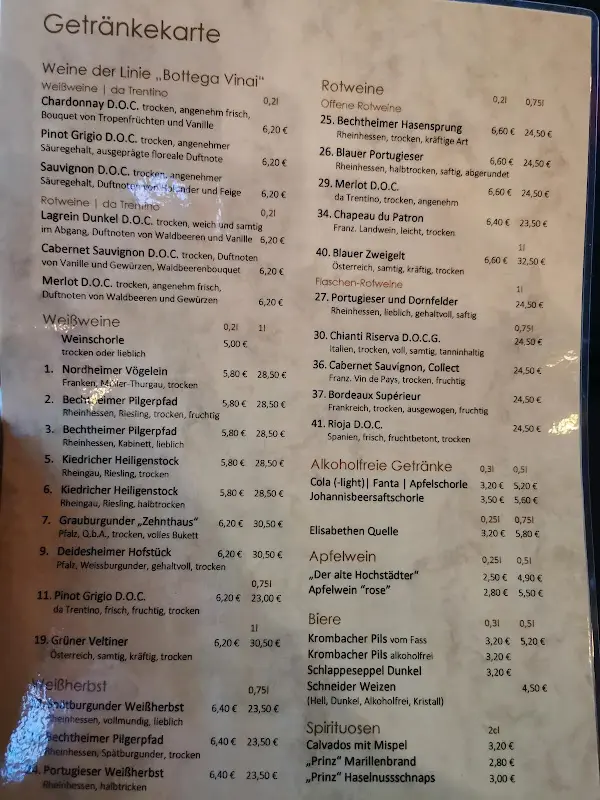 Getränkekarte
Weine der Linie „Bottega Vinai“
Weißweine | da Trentino
0,2l
Chardonnay D.O.C. trocken, angenehm frisch,
Bouquet von Tropenfrüchten und Vanille 6,20 €
Pinot Grigio D.O.C. trocken, angenehmer
Säuregehalt, ausgeprägte floreale Duftnote 6,20 €
Sauvignon D.O.C. trocken, angenehmer
Säuregehalt, Duftnoten von Holunder und Feige 6,20 €
Rotweine | da Trentino 0,2l
Lagrein Dunkel D.O.C. trocken, weich und samtig
im Abgang, Duftnoten von Waldbeeren und Vanille 6,20 €
Cabernet Sauvignon D.O.C. trocken, Duftnoten
von Vanille und Gewürzen, Waldbeerenbouquet 6,20 €
Merlot D.O.C. trocken, angenehm frisch,
Duftnoten von Waldbeeren und Gewürzen 6,20 €
Weißweine 0,2l 1l
Weinschorle 5,00 €
trocken oder lieblich
1. Nordheimer Vögelein 5,80 € 28,50 €
Franken, Müller-Thurgau, trocken
2. Bechtheimer Pilgerpfad 5,80 € 28,50 €
Rheinhessen, Riesling, trocken, fruchtig
3. Bechtheimer Pilgerpfad 5,80 € 28,50 €
Rheinhessen, Kabinett, lieblich
5. Kiedricher Heiligenstock 5,80 € 28,50 €
Rheingau, Riesling, trocken
6. Kiedricher Heiligenstock 5,80 € 28,50 €
Rheingau, Riesling, halbtrocken
7. Grauburgunder „Zehnthaus“ 6,20 € 30,50 €
Pfalz, Q.b.A., trocken, volles Bukett
9. Deidesheimer Hofstück 6,20 € 30,50 €
Pfalz, Weissburgunder, gehaltvoll, trocken
0,75l
11. Pinot Grigio D.O.C. 6,20 € 23,00 €
da Trentino, frisch, fruchtig, trocken
1l
19. Grüner Veltiner 6,20 € 30,50 €
Österreich, samtig, kräftig, trocken
Weißherbst 0,75l
Spätburgunder Weißherbst 6,40 € 23,50 €
Rheinhessen, vollmundig, lieblich
Bechtheimer Pilgerpfad 6,40 € 23,50 €
Rheinhessen, Spätburgunder, trocken
24. Portugieser Weißherbst 6,40 € 23,50 €
Rheinhessen, halbtricken
Rotweine 0,2l 0,75l
Offene Rotweine
25. Bechtheimer Hasensprung 6,60 € 24,50 €
Rheinhessen, trocken, kräftige Art
26. Blauer Portugieser 6,60 € 24,50 €
Rheinhessen, halbtrocken, saftig, abgerundet
29. Merlot D.O.C. 6,60 € 24,50 €
da Trentino, trocken, angenehm
34. Chapeau du Patron 6,40 € 23,50 €
Franz. Landwein, leicht, trocken
1l
40. Blauer Zweigelt 6,60 € 32,50 €
Österreich, samtig, kräftig, trocken
Flaschen-Rotweine 1l
27. Portugieser und Dornfelder 24,50 €
Rheinhessen, lieblich, gehaltvoll, saftig
0,75l
30. Chianti Riserva D.O.C.G. 24,50 €
Italien, trocken, voll, samtig, tanninhaltig
36. Cabernet Sauvignon, Collect 24,50 €
Franz. Vin de Pays, trocken, fruchtig
37. Bordeaux Supérieur 24,50 €
Frankreich, trocken, ausgewogen, fruchtig
41. Rioja D.O.C. 24,50 €
Spanien, frisch, fruchtbetont, trocken
Alkoholfreie Getränke 0,3l 0,5l
Cola (-light)| Fanta | Apfelschorle 3,20 € 5,20 €
Johannisbeersaftschorle 3,50 € 5,60 €
0,25l 0,75l
Elisabethen Quelle 3,20 € 5,80 €
Apfelwein 0,25l 0,5l
„Der alte Hochstädter“ 2,50 € 4,90 €
Apfelwein “rose” 2,80 € 5,50 €
Biere 0,3l 0,5l
Krombacher Pils vom Fass 3,20 € 5,20 €
Krombacher Pils alkoholfrei 3,20 €
Schlappeseppel Dunkel 3,20 €
Schneider Weizen 4,50 €
(Hell, Dunkel, Alkoholfrei, Kristall)
Spirituosen 2cl
Calvados mit Mispel 3,20 €
„Prinz“ Marillenbrand 2,80 €
„Prinz“ Haselnussschnaps 3,00 €